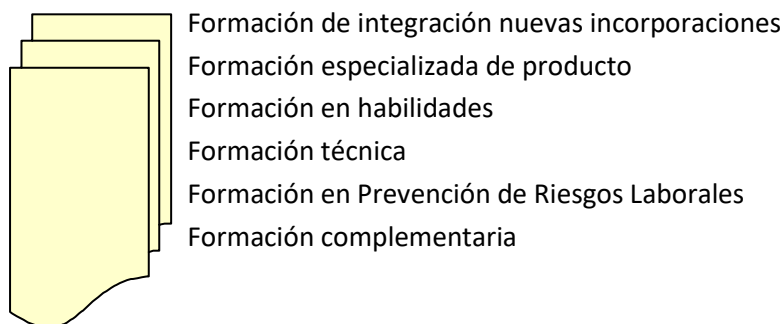 Formación de integración nuevas incorporaciones
Formación especializada de producto
Formación en habilidades
Formación técnica
Formación en Prevención de Riesgos Laborales
Formación complementaria